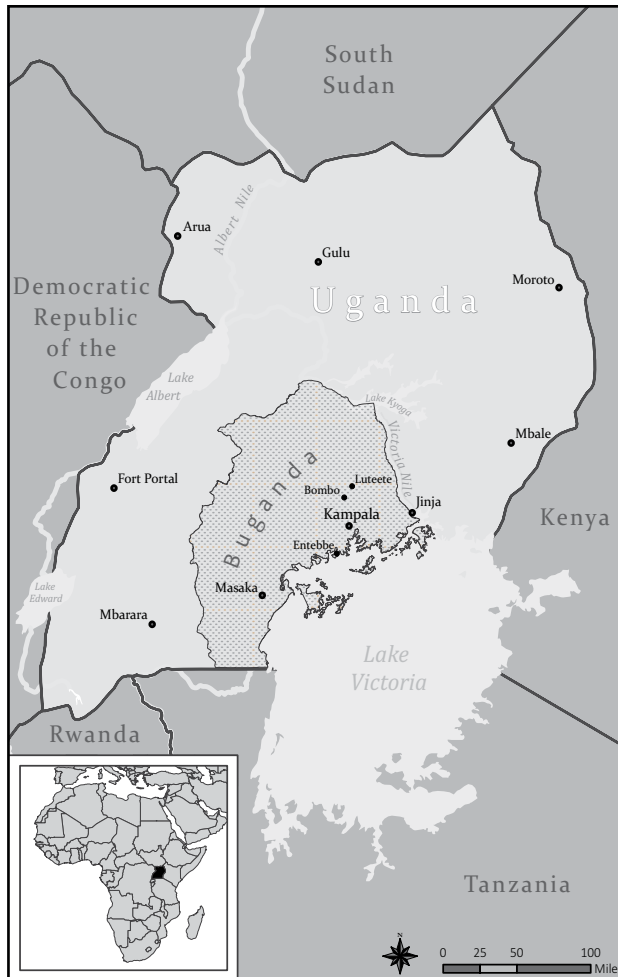 South
Sudan
Albert Nile
Arua
Gulu
Moroto
Uganda
Democratic
Republic
of the
Congo
Lake
Albert
Lake Kyoga
Victoria Nile
Mbale
Buganda
Fort Portal
Luteete
Bombo
Jinja
Kampala
Kenya
Entebbe
Lake
Edward
Masaka
Mbarara
Lake
Victoria
Rwanda
Tanzania
N
0 25 50 100
Mile